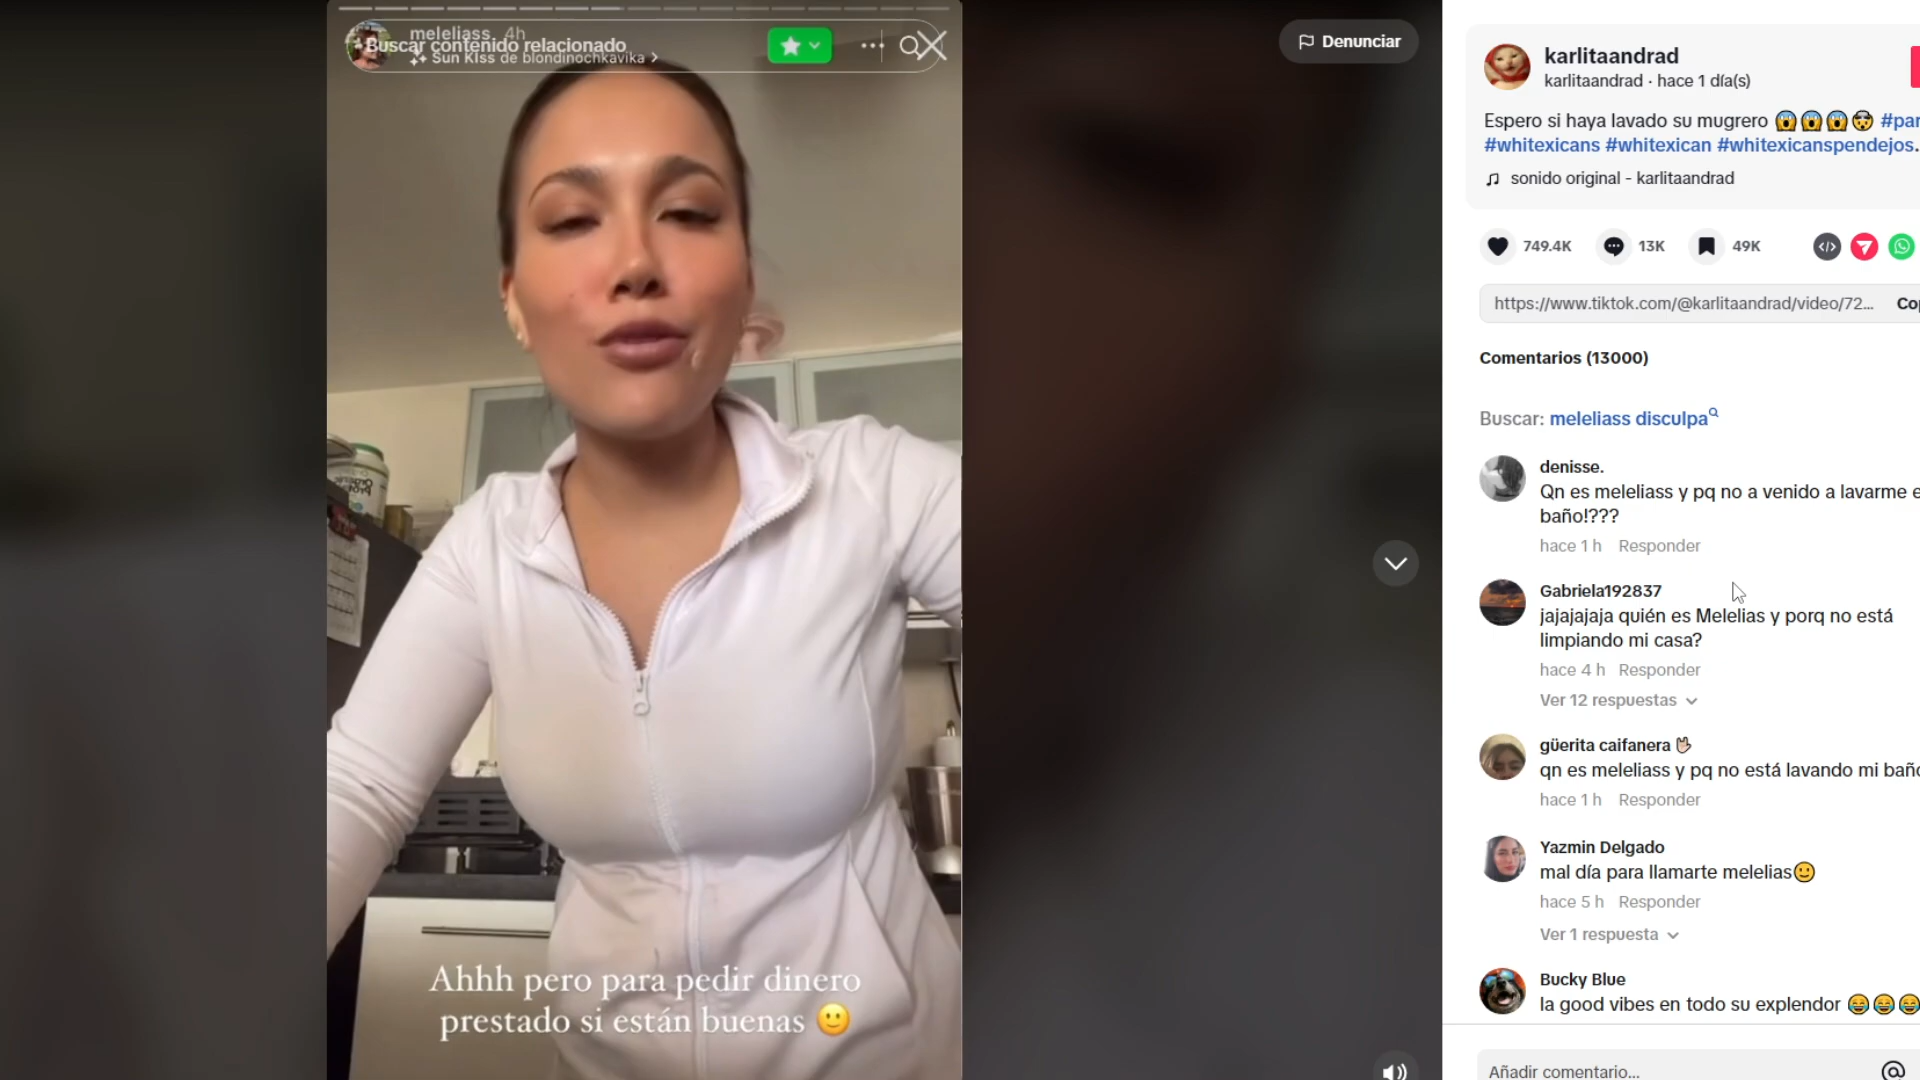 meleliass 4h
Buscar contenido relacionado
Sun Kiss de blondinochkavika >
Ahhh pero para pedir dinero
prestado si están buenas 🙂
Denunciar
karlitaandrad
karlitaandrad · hace 1 día(s)
Espero si haya lavado su mugrero 😱😱😱🤯 #par
#whitexicans #whitexican #whitexicanspendejos.
sonido original - karlitaandrad
749.4K 13K 49K
https://www.tiktok.com/@karlitaandrad/video/72... Cop
Comentarios (13000)
Buscar: meleliass disculpa
denisse.
Qn es meleliass y pq no a venido a lavarme e
baño!???
hace 1 h Responder
Gabriela192837
jajajajaja quién es Melelias y porq no está
limpiando mi casa?
hace 4 h Responder
Ver 12 respuestas
güerita caifanera
qn es meleliass y pq no está lavando mi baño
hace 1 h Responder
Yazmin Delgado
mal día para llamarte melelias🙂
hace 5 h Responder
Ver 1 respuesta
Bucky Blue
la good vibes en todo su explendor 😂😂😂
Añadir comentario... @